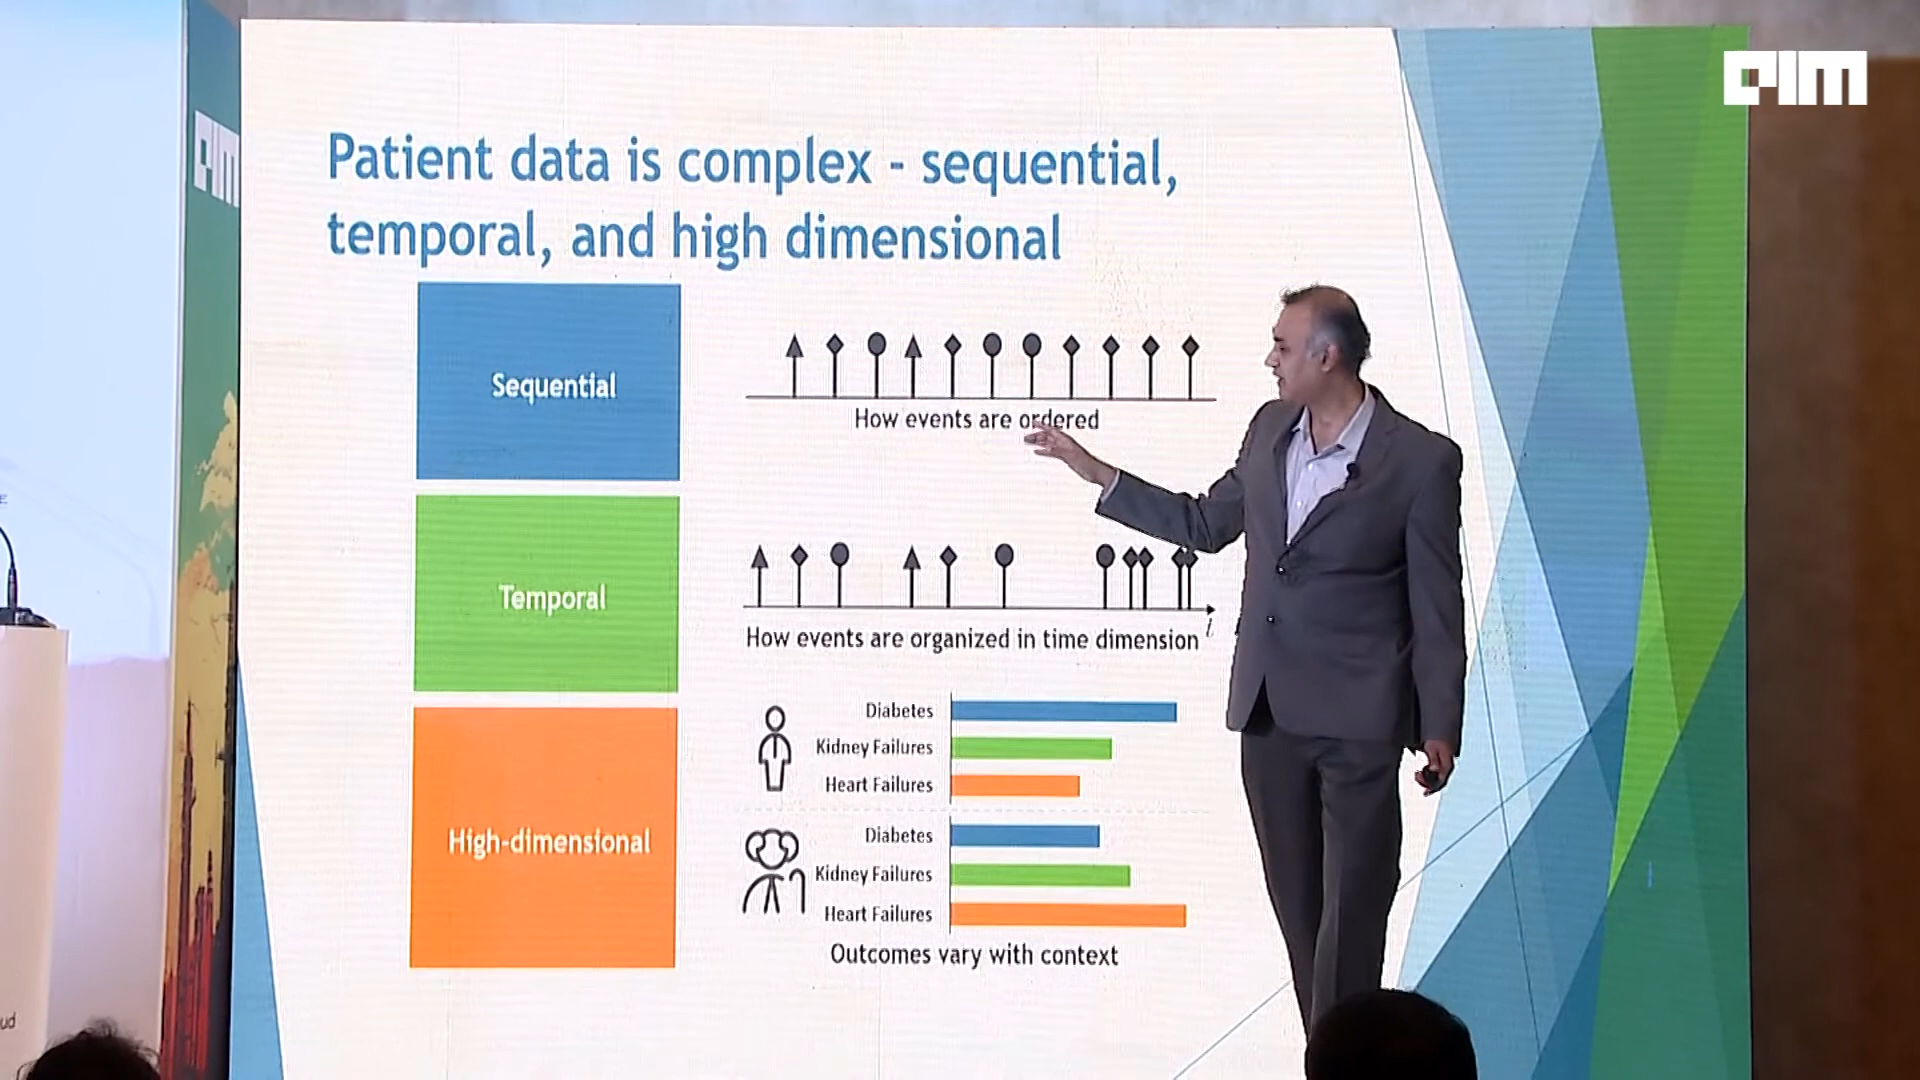 AIM
AIM
Patient data is complex - sequential,
temporal, and high dimensional
Sequential
How events are ordered
Temporal
t
How events are organized in time dimension
Diabetes
Kidney Failures
Heart Failures
High-dimensional
Diabetes
Kidney Failures
Heart Failures
Outcomes vary with context
ud